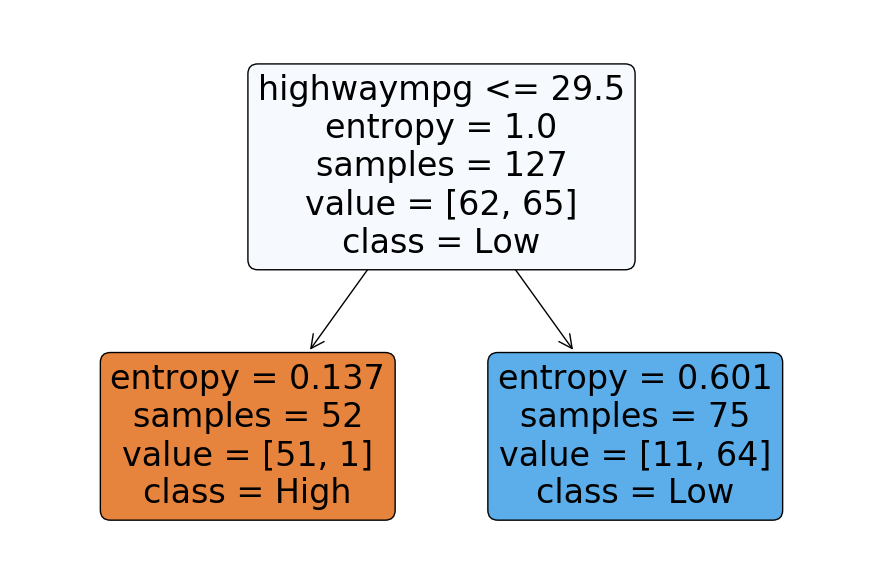 highwaympg <= 29.5
entropy = 1.0
samples = 127
value = [62, 65]
class = Low
entropy = 0.137
samples = 52
value = [51, 1]
class = High
entropy = 0.601
samples = 75
value = [11, 64]
class = Low